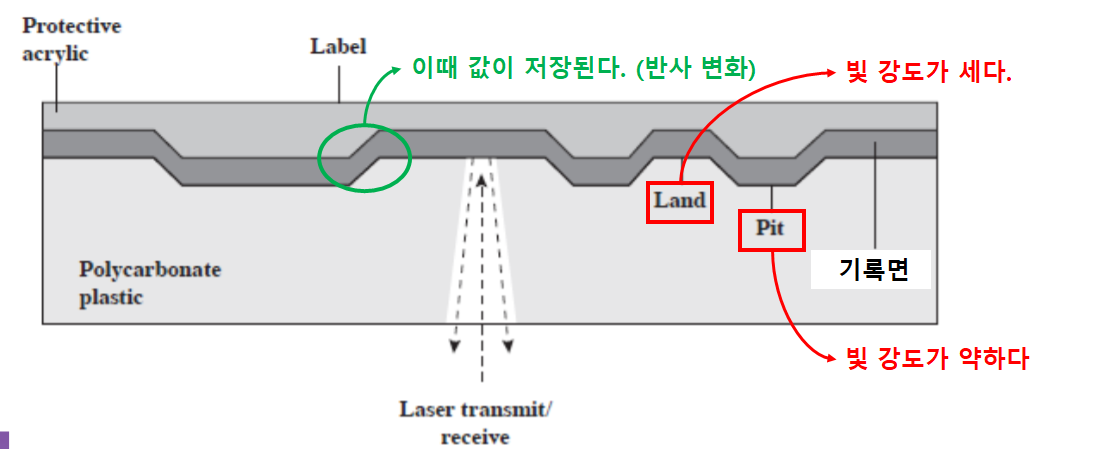 Protective
acrylic
Label
이때 값이 저장된다. (반사 변화)
빛 강도가 세다.
Land
Pit
기록면
Polycarbonate
plastic
빛 강도가 약하다
Laser transmit/
receive